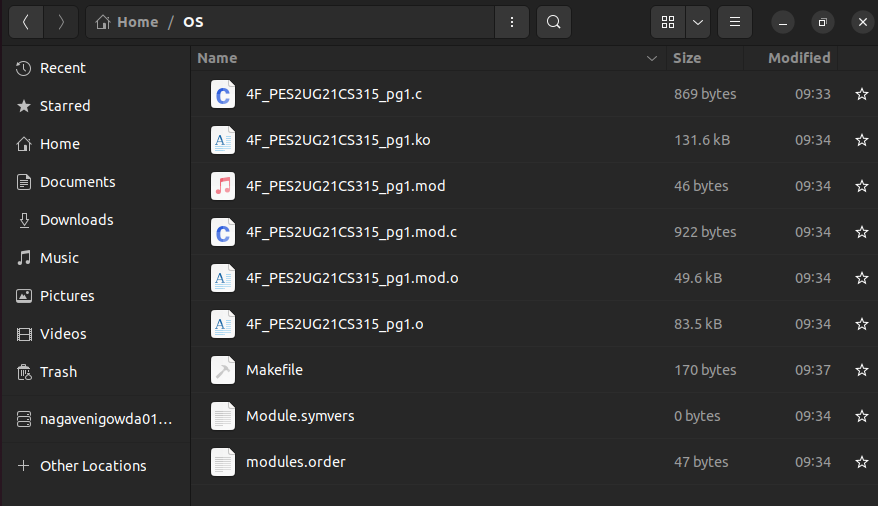 Home / OS
Name Size Modified
Recent
Starred
Home
Documents
Downloads
Music
Pictures
Videos
Trash
nagavenigowda01...
+ Other Locations
4F_PES2UG21CS315_pg1.c 869 bytes 09:33
4F_PES2UG21CS315_pg1.ko 131.6 kB 09:34
4F_PES2UG21CS315_pg1.mod 46 bytes 09:34
4F_PES2UG21CS315_pg1.mod.c 922 bytes 09:34
4F_PES2UG21CS315_pg1.mod.o 49.6 kB 09:34
4F_PES2UG21CS315_pg1.o 83.5 kB 09:34
Makefile 170 bytes 09:37
Module.symvers 0 bytes 09:34
modules.order 47 bytes 09:34